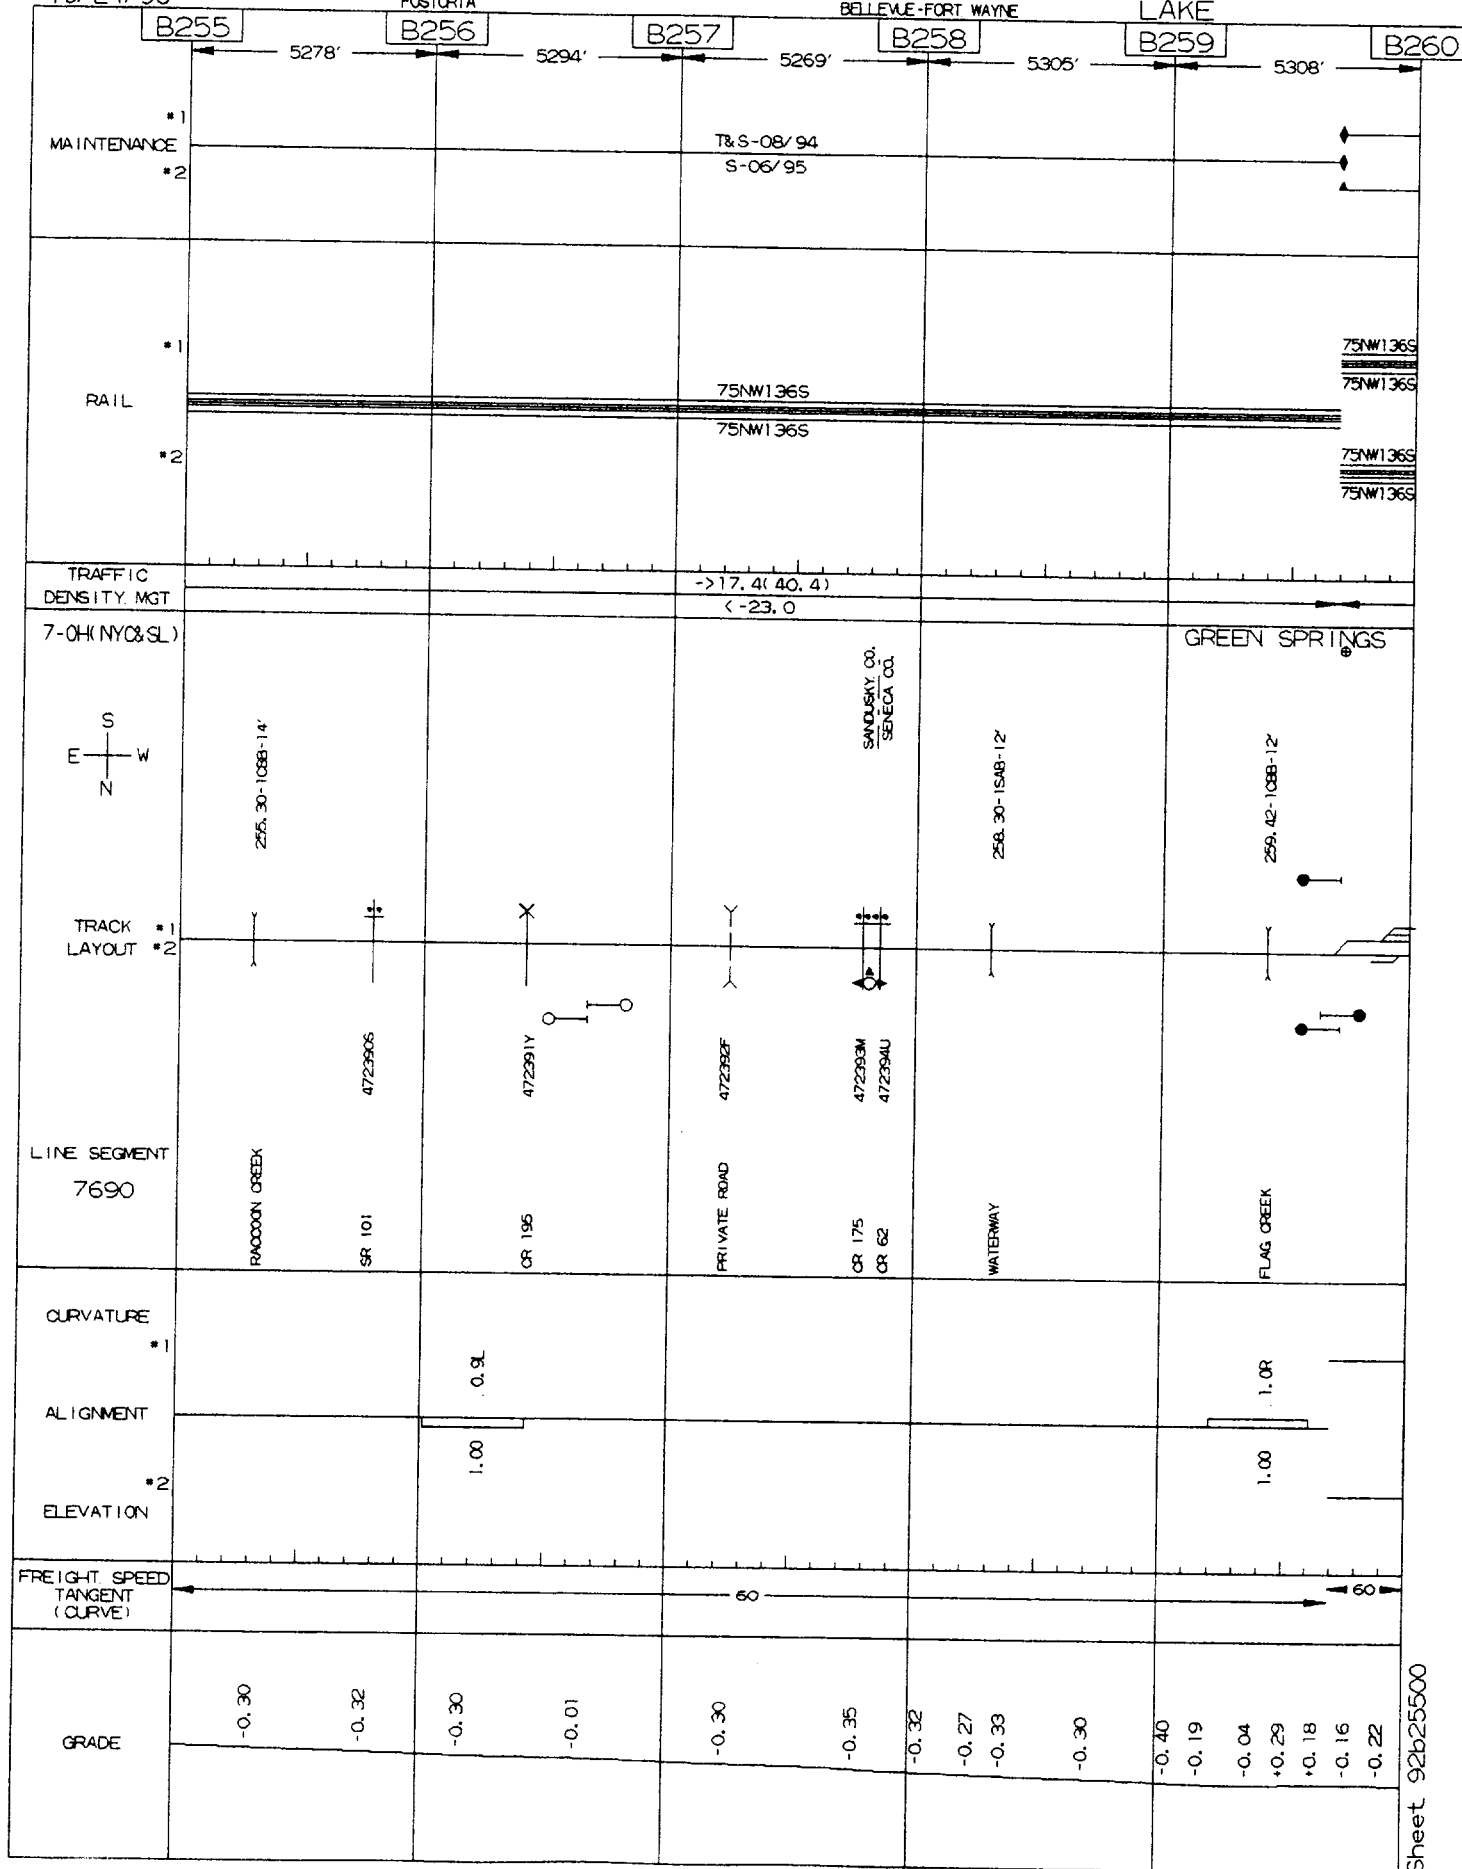 FOSTORIA
BELLEVUE-FORT WAYNE
LAKE
B255
B256
B257
B258
B259
B260
5278'
5294'
5269'
5305'
5308'
#1
MAINTENANCE
#2
T&S-08/94
S-06/95
#1
RAIL
#2
75NW136S
75NW136S
75NW136S
75NW136S
75NW136S
75NW136S
TRAFFIC
DENSITY. MGT
->17.4(40.4)
<-23.0
7-OH(NYC&SL)
GREEN SPRINGS
S
E W
N
255.30-1CBB-14'
SANDUSKY. CO.
SENECA CO.
258.30-1SAB-12'
259.42-1CBB-12'
TRACK #1
LAYOUT #2
472390S
472391Y
472392F
472393M
472394U
LINE SEGMENT
7690
RACCOON CREEK
SR 101
CR 195
PRIVATE ROAD
CR 175
CR 62
WATERWAY
FLAG CREEK
CURVATURE
#1
0.9L
1.0R
ALIGNMENT
1.00
1.00
#2
ELEVATION
FREIGHT. SPEED
TANGENT
(CURVE)
60
60
GRADE
-0.30
-0.32
-0.30
-0.01
-0.30
-0.35
-0.32
-0.27
-0.33
-0.30
-0.40
-0.19
-0.04
+0.29
+0.18
-0.16
-0.22
Sheet 92b25500